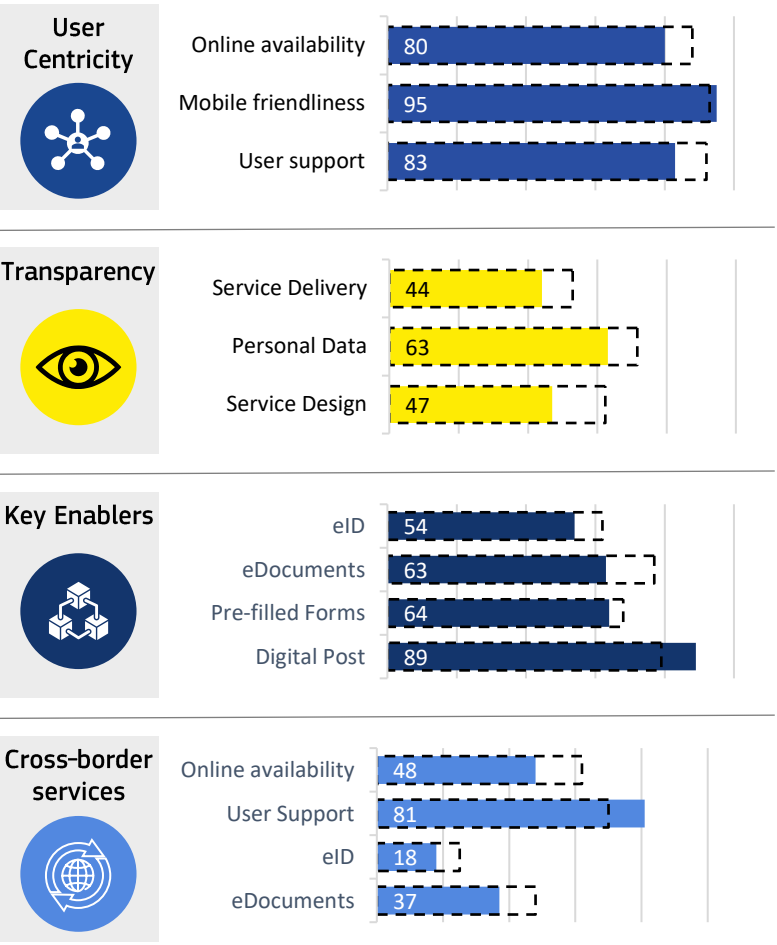 User
Centricity
Online availability 80
Mobile friendliness 95
User support 83
Transparency
Service Delivery 44
Personal Data 63
Service Design 47
Key Enablers
eID 54
eDocuments 63
Pre-filled Forms 64
Digital Post 89
Cross-border
services
Online availability 48
User Support 81
eID 18
eDocuments 37